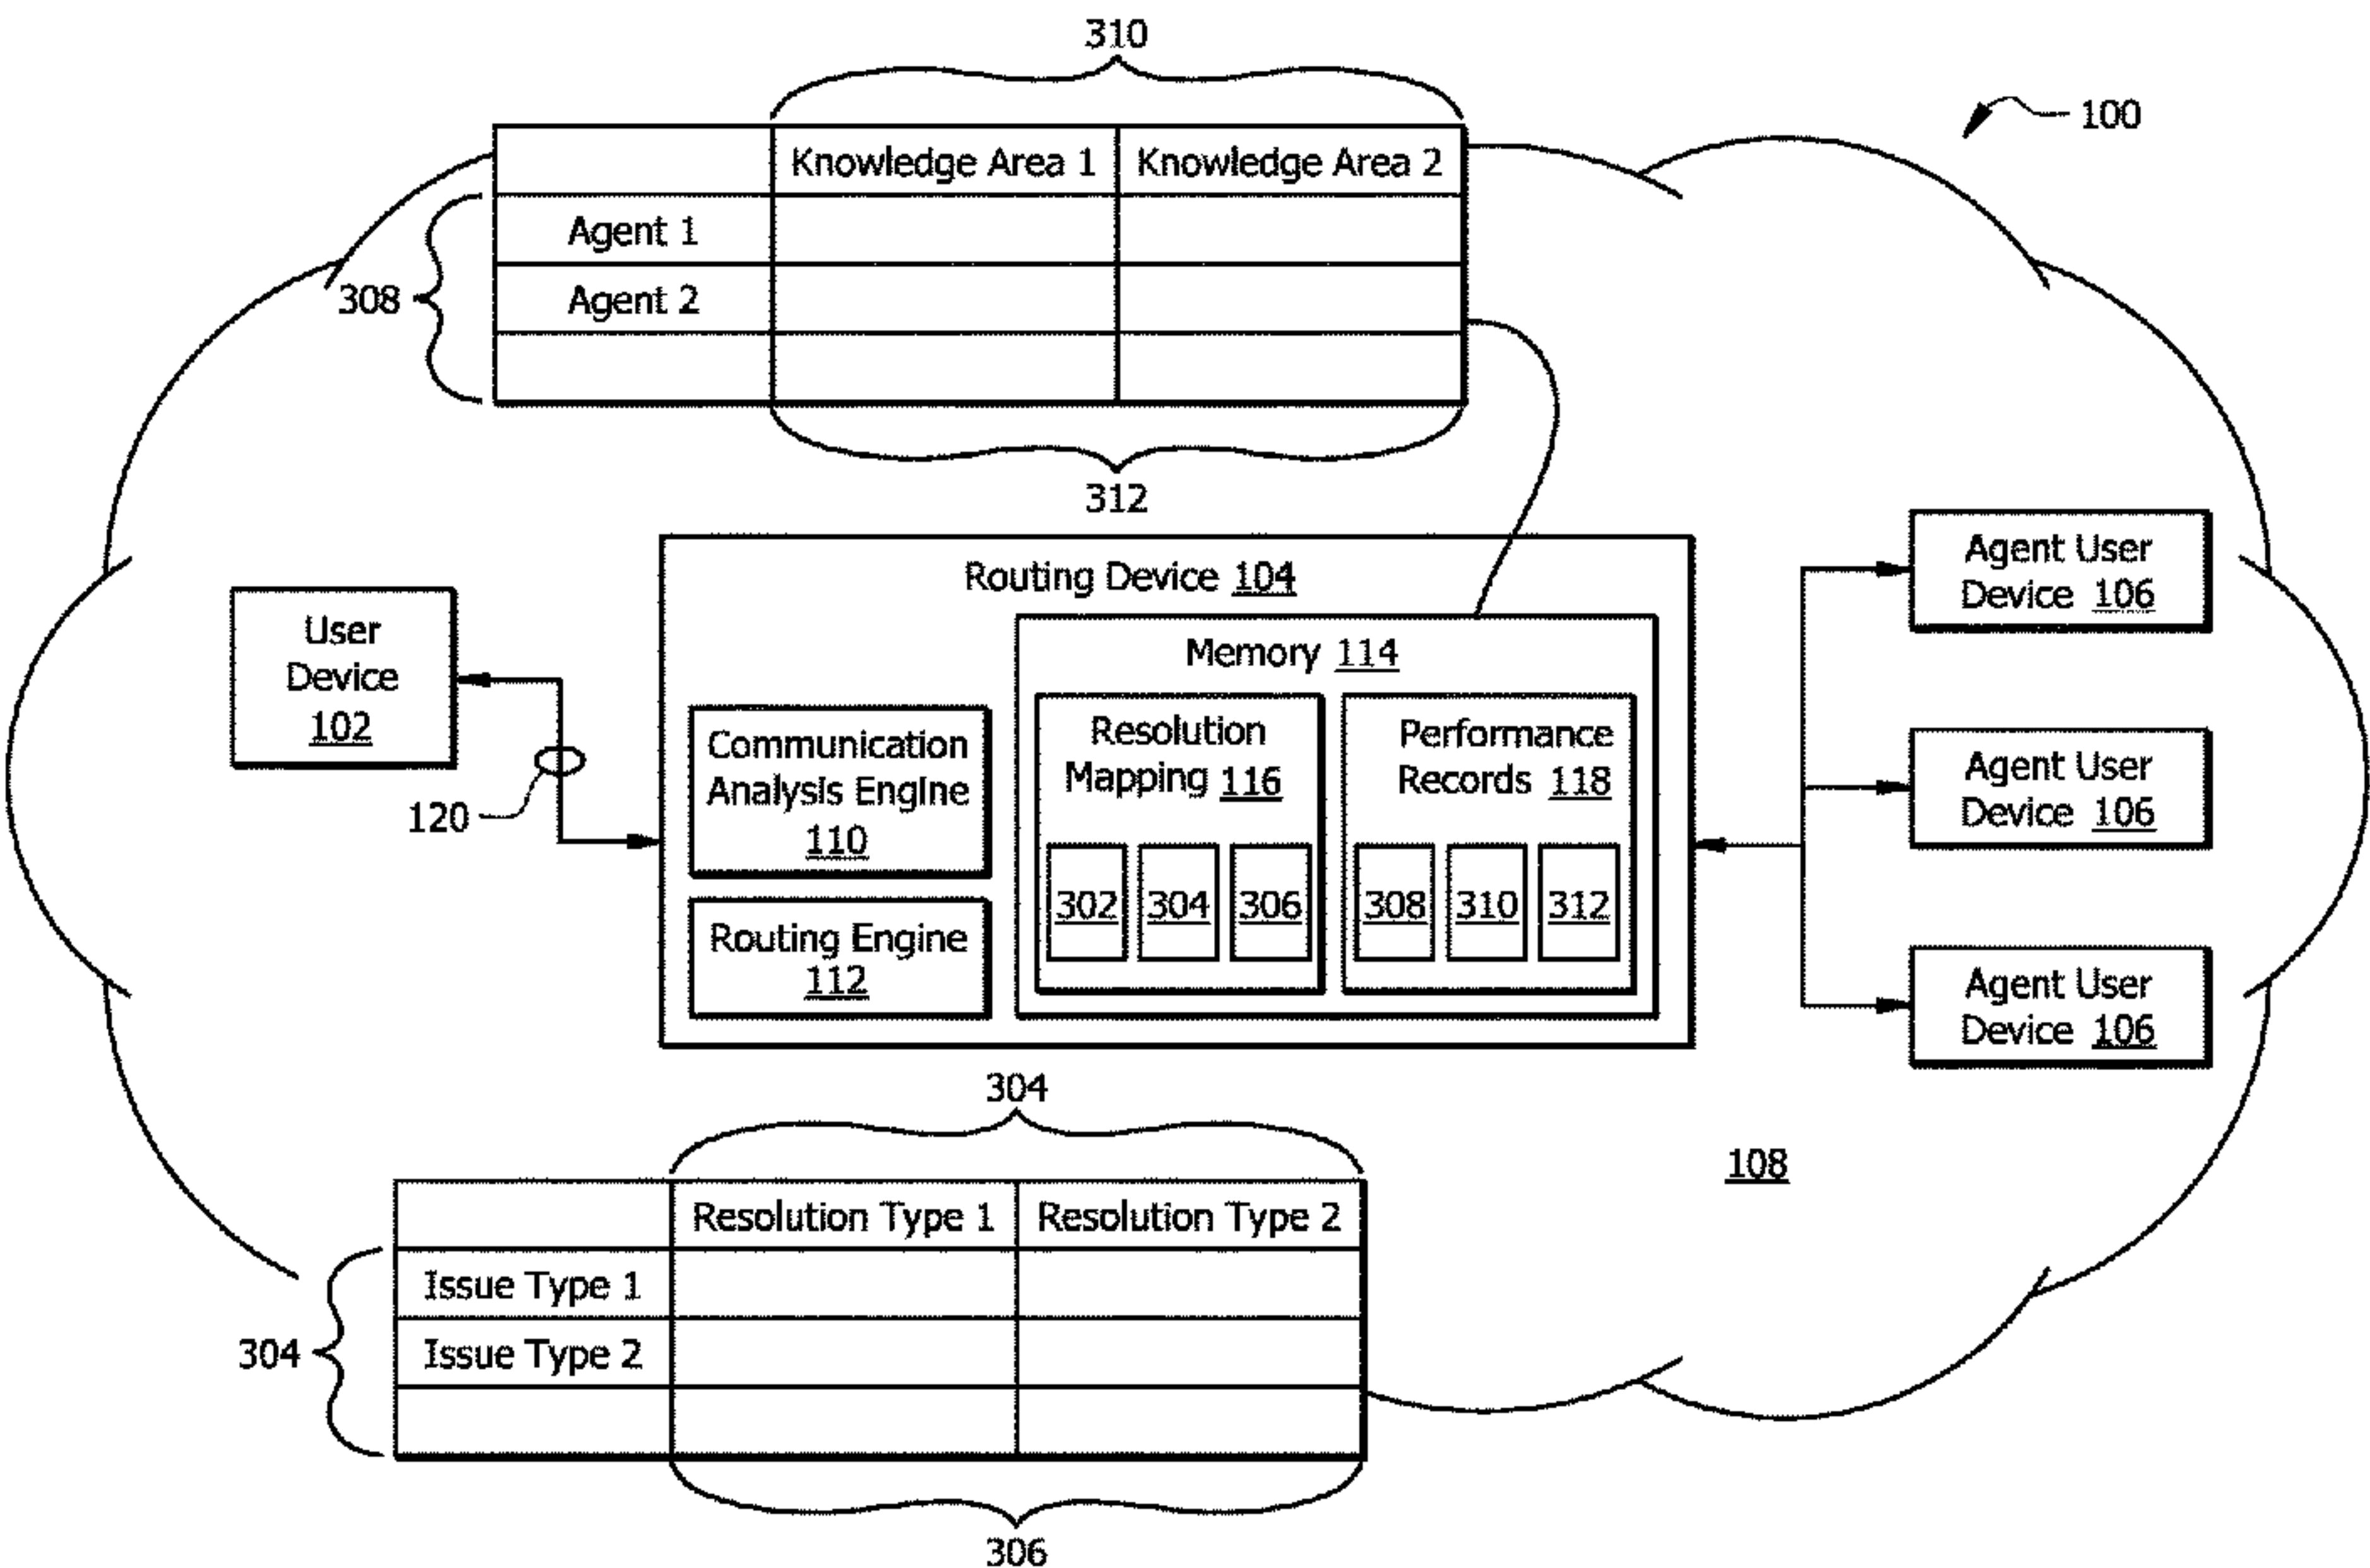 310
100
Knowledge Area 1 Knowledge Area 2
Agent 1
308
Agent 2
312
Routing Device 104
User
Device
102
120
Communication
Analysis Engine
110
Routing Engine
112
Memory 114
Resolution
Mapping 116
302 304 306
Performance
Records 118
308 310 312
Agent User
Device 106
Agent User
Device 106
Agent User
Device 106
108
304
Resolution Type 1 Resolution Type 2
Issue Type 1
304
Issue Type 2
306